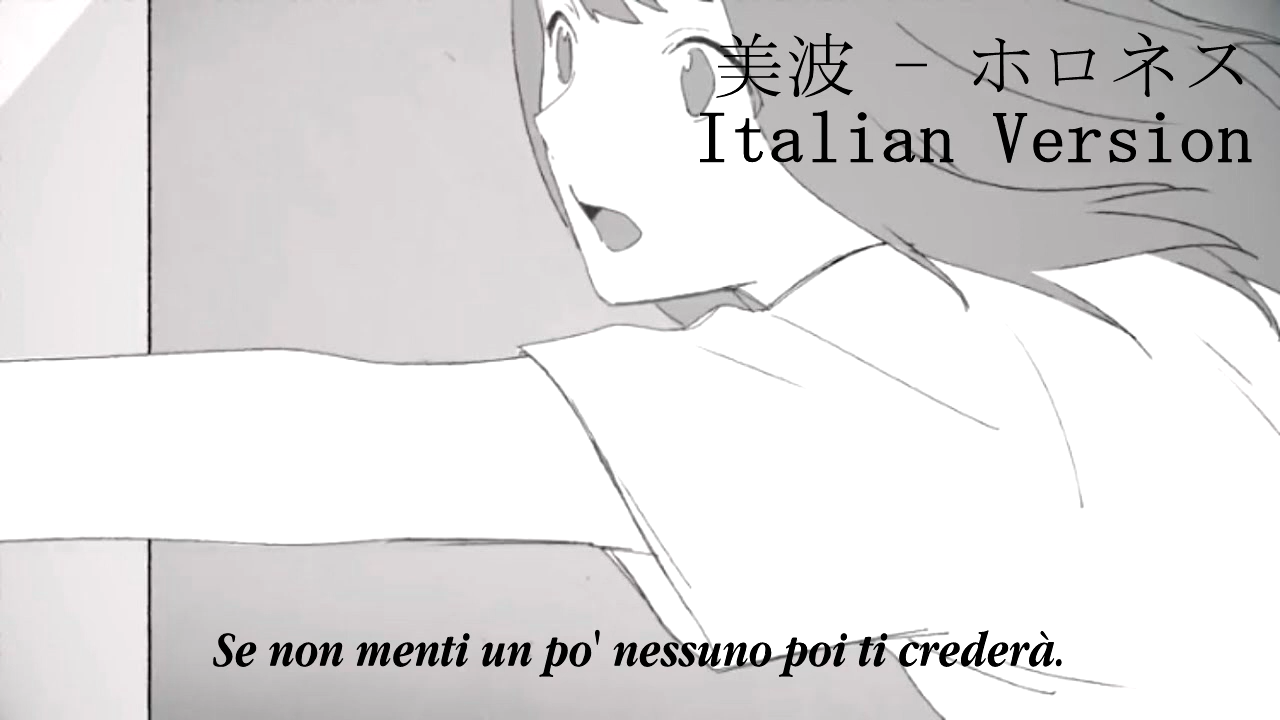 美波 - ホロネス
Italian Version
Se non menti un po' nessuno poi ti crederà.